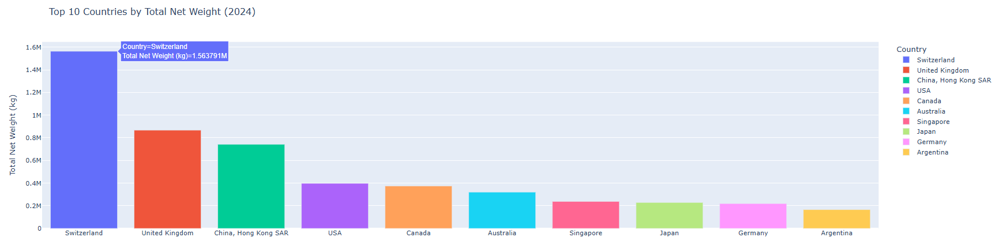 Top 10 Countries by Total Net Weight (2024)
Country=Switzerland
Total Net Weight (kg)=1.563791M
Total Net Weight (kg)
1.6M
1.4M
1.2M
1M
0.8M
0.6M
0.4M
0.2M
0
Switzerland
United Kingdom
China, Hong Kong SAR
USA
Canada
Australia
Singapore
Japan
Germany
Argentina
Country
Switzerland
United Kingdom
China, Hong Kong SAR
USA
Canada
Australia
Singapore
Japan
Germany
Argentina